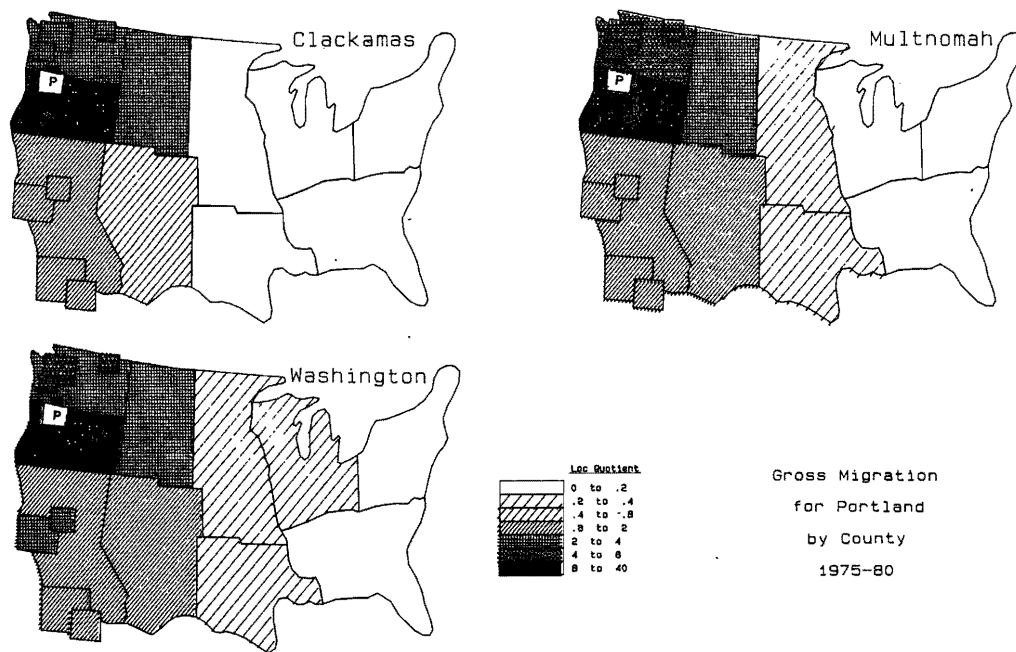 Clackamas
P
Multnomah
P
Washington
P
Loc Quotient
0 to .2
.2 to .4
.4 to .8
.8 to 2
2 to 4
4 to 8
8 to 40
Gross Migration
for Portland
by County
1975-80